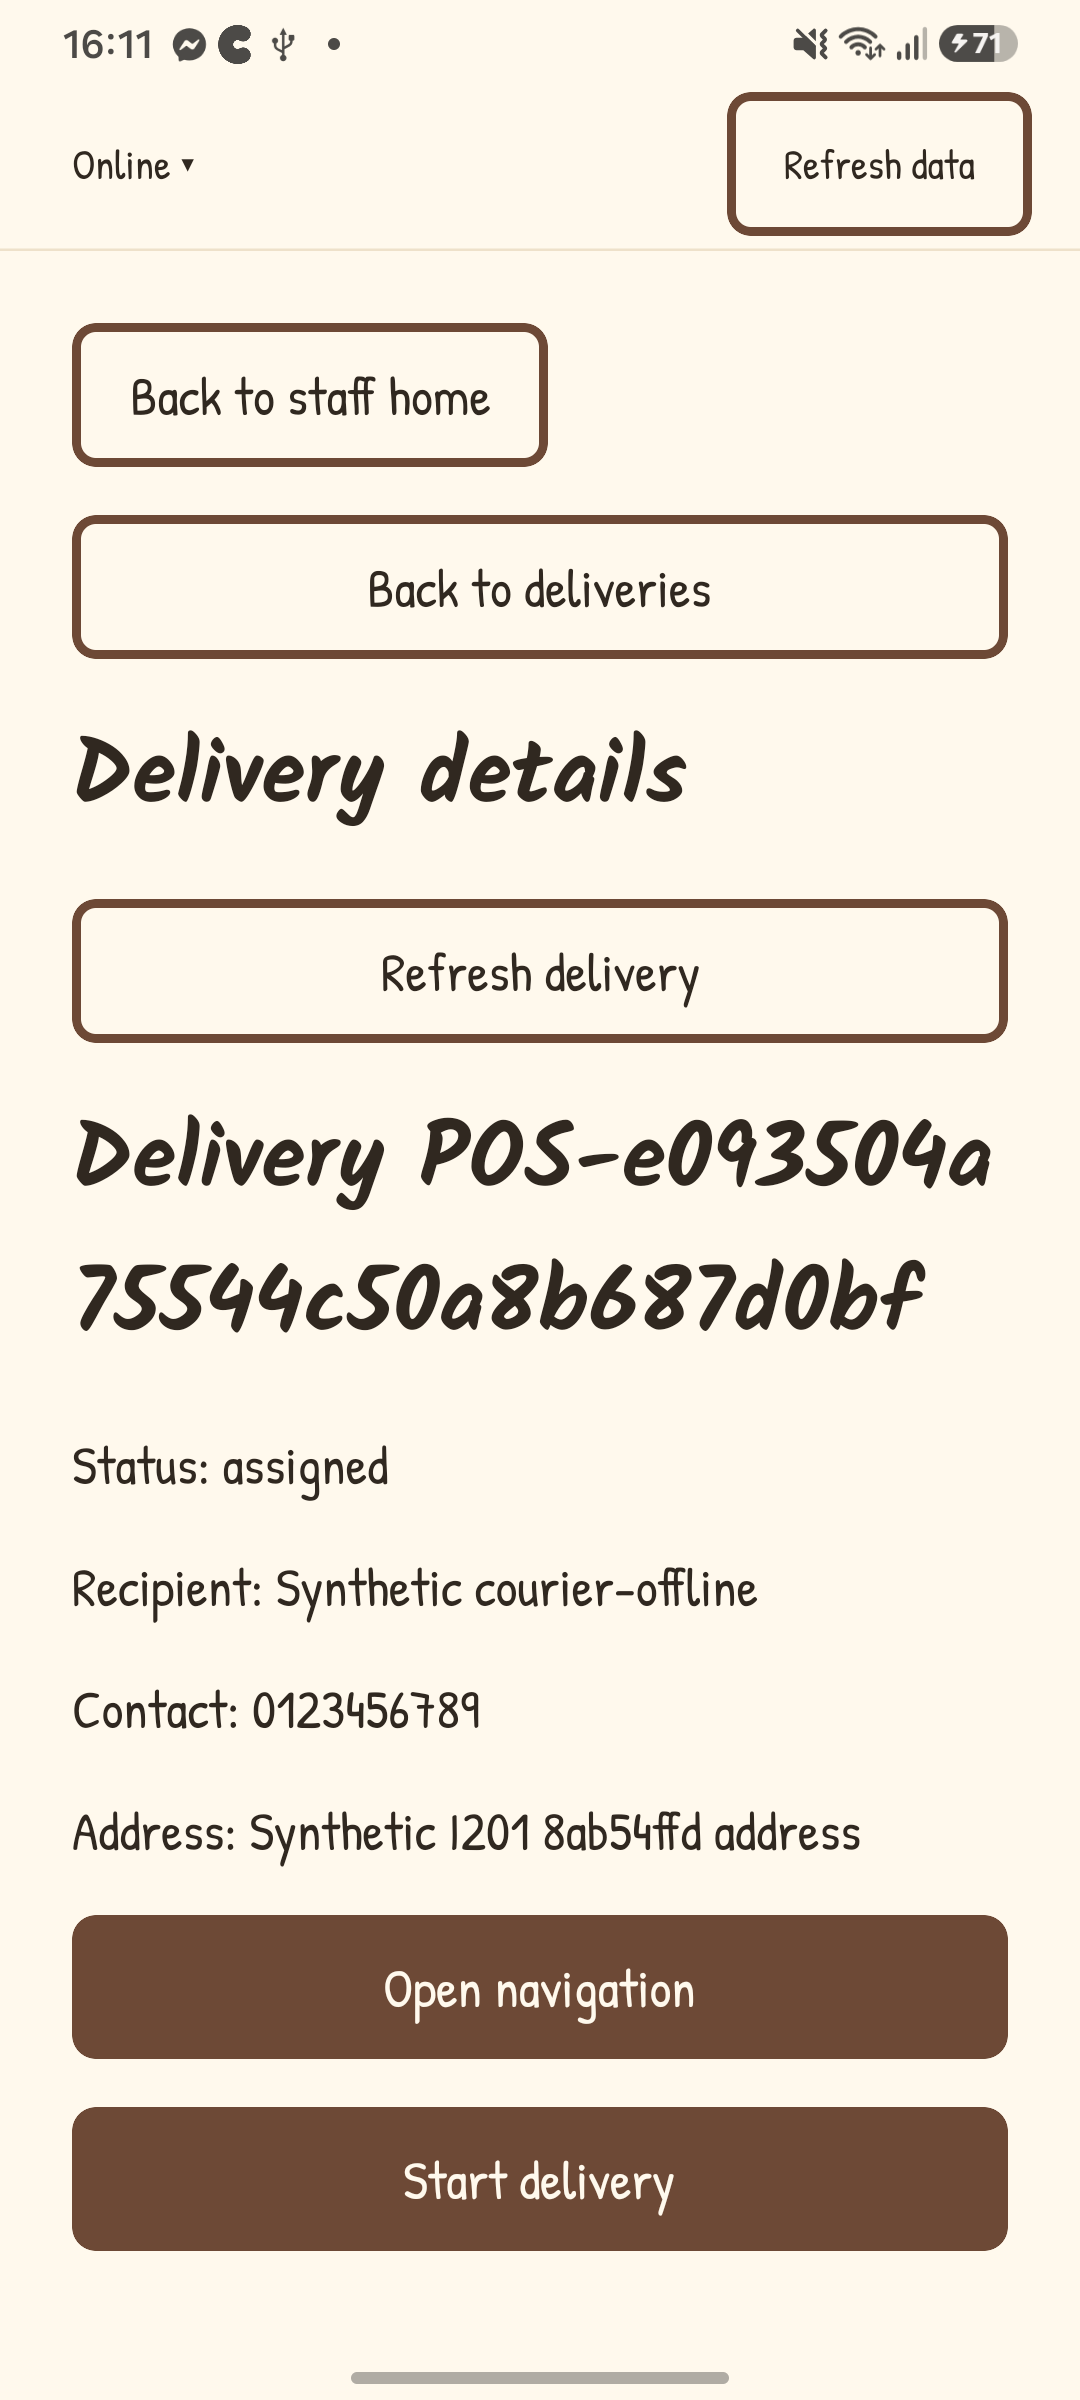 16:11
71
Online ▾
Refresh data
Back to staff home
Back to deliveries
Delivery details
Refresh delivery
Delivery POS-e093504a
75544c50a8b687d0bf
Status: assigned
Recipient: Synthetic courier-offline
Contact: 0123456789
Address: Synthetic 1201 8ab54ffd address
Open navigation
Start delivery